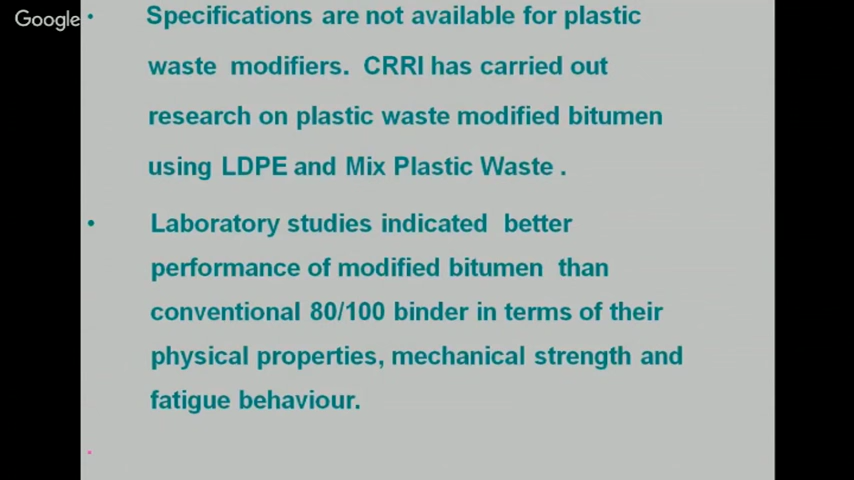 Google
• Specifications are not available for plastic
waste modifiers. CRRI has carried out
research on plastic waste modified bitumen
using LDPE and Mix Plastic Waste .
• Laboratory studies indicated better
performance of modified bitumen than
conventional 80/100 binder in terms of their
physical properties, mechanical strength and
fatigue behaviour.